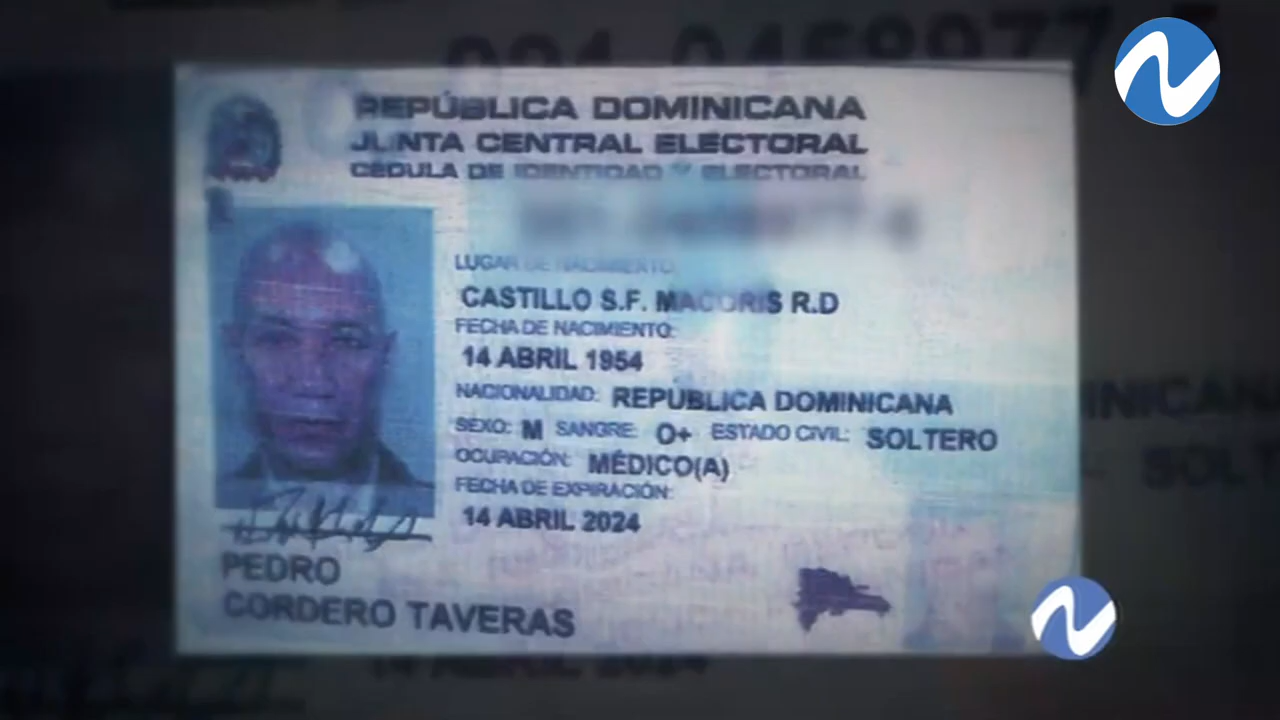 REPÚBLICA DOMINICANA
JUNTA CENTRAL ELECTORAL
CÉDULA DE IDENTIDAD Y ELECTORAL
LUGAR DE NACIMIENTO:
CASTILLO S.F. MACORIS R.D
FECHA DE NACIMIENTO:
14 ABRIL 1954
NACIONALIDAD: REPÚBLICA DOMINICANA
SEXO: M SANGRE: O+ ESTADO CIVIL: SOLTERO
OCUPACIÓN: MÉDICO(A)
FECHA DE EXPIRACIÓN:
14 ABRIL 2024
PEDRO
CORDERO TAVERAS